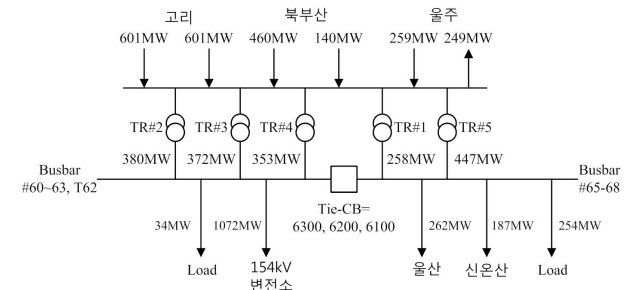 고리 북부산 울주
601MW 601MW 460MW 140MW 259MW 249MW
TR#2 TR#3 TR#4 TR#1 TR#5
380MW 372MW 353MW 258MW 447MW
Busbar
#60~63, T62
Busbar
#65-68
Tie-CB=
6300, 6200, 6100
34MW 1072MW 262MW 187MW 254MW
Load 154kV
변전소
울산 신온산 Load